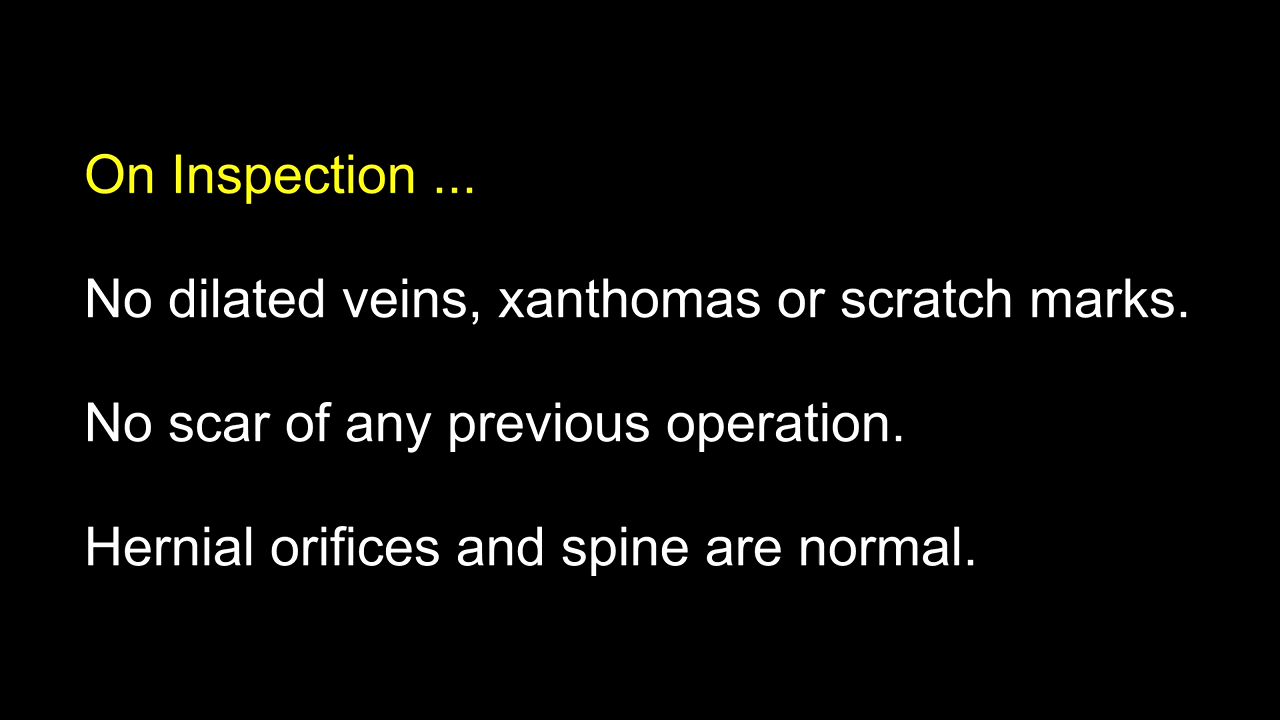 On Inspection ...
No dilated veins, xanthomas or scratch marks.
No scar of any previous operation.
Hernial orifices and spine are normal.